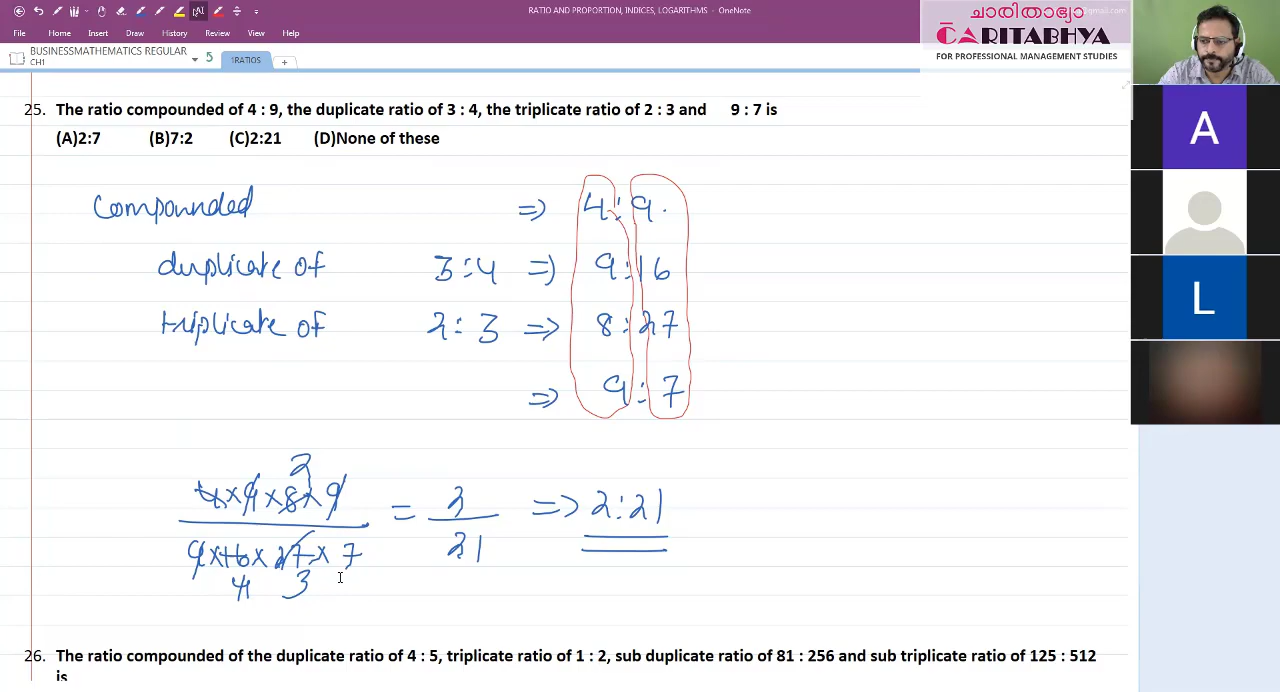 RATIO AND PROPORTION, INDICES, LOGARITHMS - OneNote
@gmail.com
ചാരിതാഭ്യാ
CARITABHYA
FOR PROFESSIONAL MANAGEMENT STUDIES
File Home Insert Draw History Review View Help
BUSINESSMATHEMATICS REGULAR
CH1
5
1RATIOS
25. The ratio compounded of 4 : 9, the duplicate ratio of 3 : 4, the triplicate ratio of 2 : 3 and 9 : 7 is
(A)2:7 (B)7:2 (C)2:21 (D)None of these
compounded ⇒ 4:9.
duplicate of 3:4 ⇒ 9:16
triplicate of 2:3 ⇒ 8:27
⇒ 9:7
2
4×9×8×9
9×16×27×7
4 3
= 2
21
⇒ 2:21
26. The ratio compounded of the duplicate ratio of 4 : 5, triplicate ratio of 1 : 2, sub duplicate ratio of 81 : 256 and sub triplicate ratio of 125 : 512
is
A
L